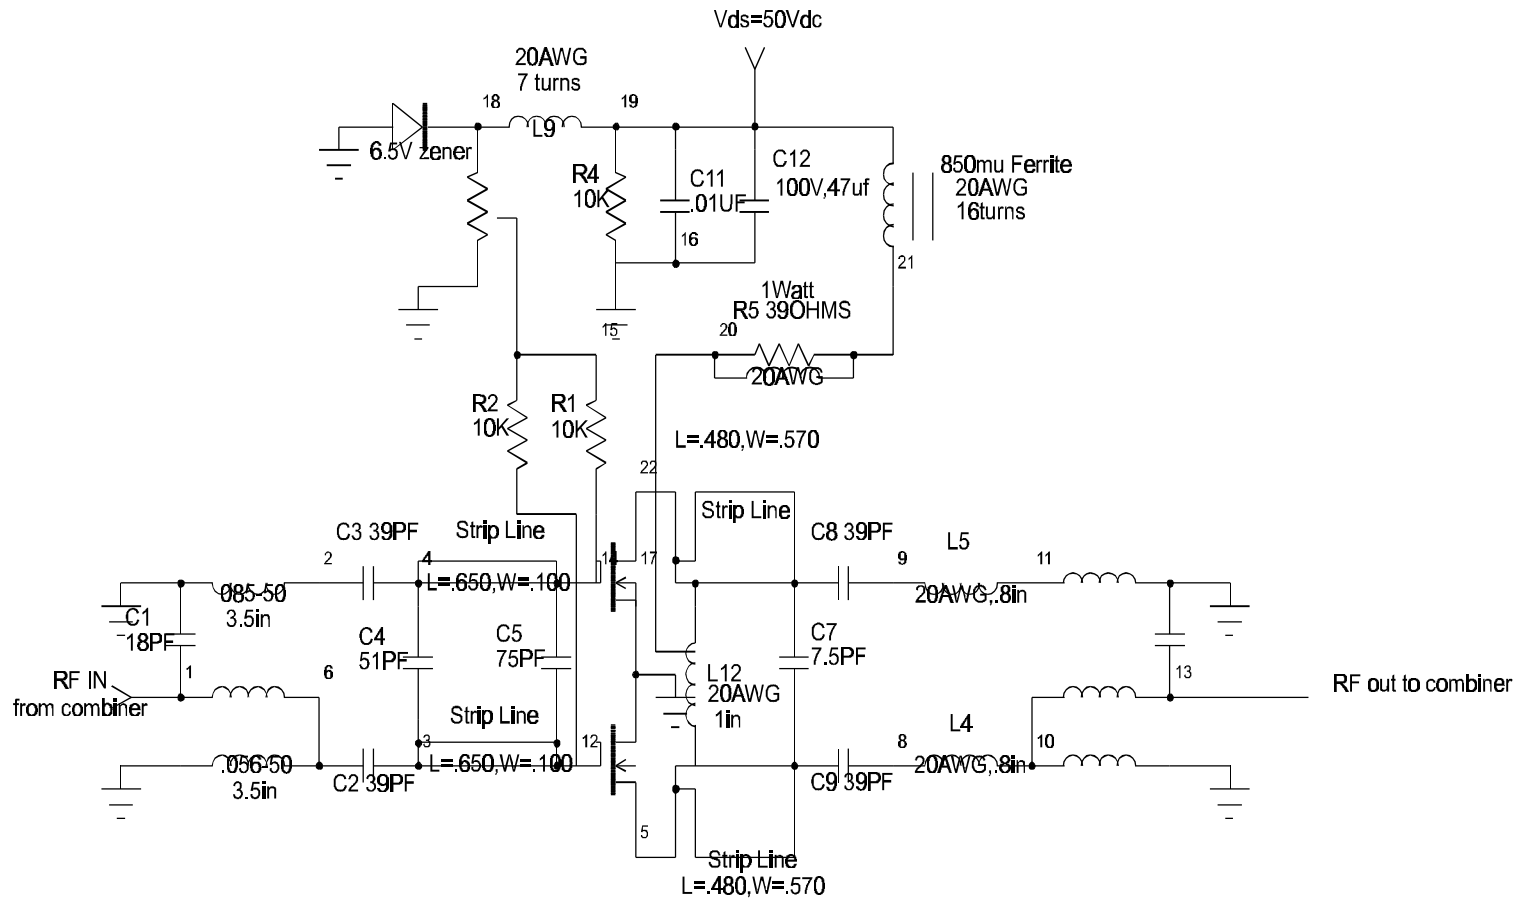 Vds=50Vdc
20AWG
7 turns
18
19
L9
6.5V zener
R4
10K
C11
.01UF
C12
100V,47uf
850mu Ferrite
20AWG
16turns
16
21
1Watt
R5 39OHMS
15
20
20AWG
R2
10K
R1
10K
L=.480,W=.570
22
Strip Line
Strip Line
C3 39PF
C8 39PF
L5
2
4
14
17
9
11
L=.650,W=.100
.085-50
3.5in
20AWG,.8in
C1
18PF
C4
51PF
C5
75PF
C7
7.5PF
1
6
L12
20AWG
1in
13
RF IN
from combiner
RF out to combiner
Strip Line
L4
3
12
8
10
L=.650,W=.100
.056-50
3.5in
C2 39PF
C9 39PF
20AWG,.8in
5
Strip Line
L=.480,W=.570